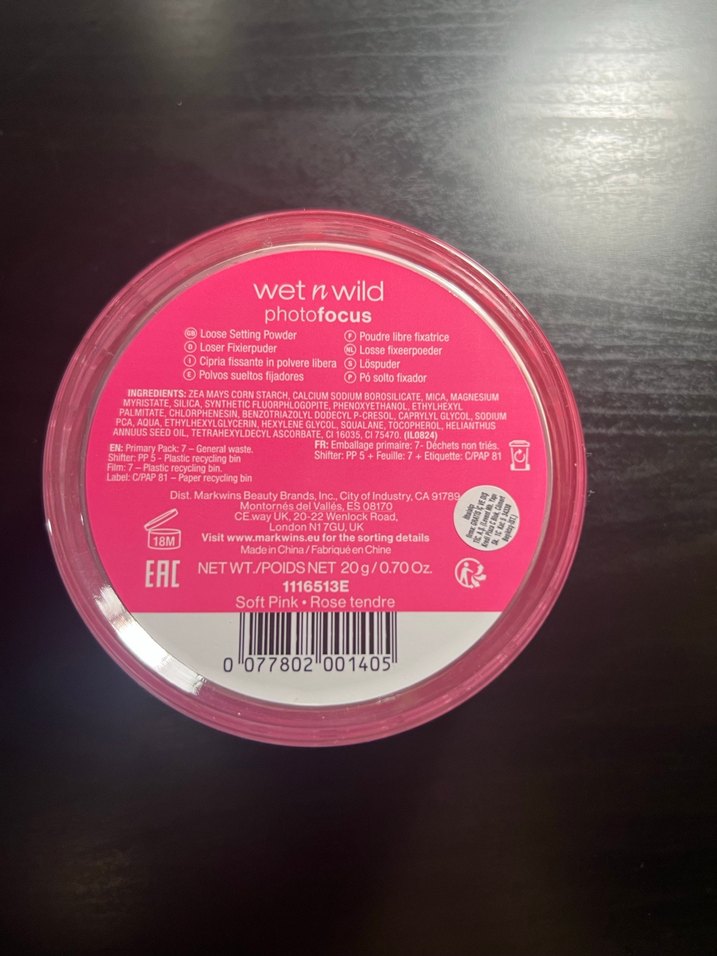 wet n wild
photofocus
GB Loose Setting Powder
D Loser Fixierpuder
I Cipria fissante in polvere libera
E Polvos sueltos fijadores
F Poudre libre fixatrice
NL Losse fixeerpoeder
S Löspuder
P Pó solto fixador
INGREDIENTS: ZEA MAYS CORN STARCH, CALCIUM SODIUM BOROSILICATE, MICA, MAGNESIUM
MYRISTATE, SILICA, SYNTHETIC FLUORPHLOGOPITE, PHENOXYETHANOL, ETHYLHEXYL
PALMITATE, CHLORPHENESIN, BENZOTRIAZOLYL DODECYL P-CRESOL, CAPRYLYL GLYCOL, SODIUM
PCA, AQUA, ETHYLHEXYLGLYCERIN, HEXYLENE GLYCOL, SQUALANE, TOCOPHEROL, HELIANTHUS
ANNUUS SEED OIL, TETRAHEXYLDECYL ASCORBATE, CI 16035, CI 75470. (IL0824)
EN: Primary Pack: 7 – General waste.
Shifter: PP 5 - Plastic recycling bin
Film: 7 – Plastic recycling bin.
Label: C/PAP 81 – Paper recycling bin
FR: Emballage primaire: 7- Déchets non triés.
Shifter: PP 5 + Feuille: 7 + Etiquette: C/PAP 81
Dist. Markwins Beauty Brands, Inc., City of Industry, CA 91789
Montornés del Vallés, ES 08170
CE.way UK, 20-22 Wenlock Road,
London N1 7GU, UK
Visit www.markwins.eu for the sorting details
Made in China / Fabriqué en Chine
18M
EAC
NET WT./POIDS NET 20 g / 0.70 Oz.
1116513E
Soft Pink • Rose tendre
0 077802 001405